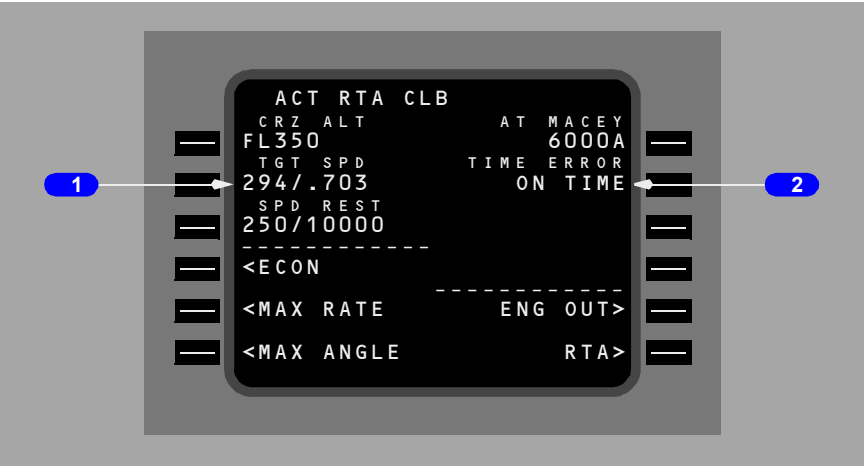 ACT RTA CLB
CRZ ALT AT MACEY
FL350 6000A
TGT SPD TIME ERROR
1 294/.703 ON TIME 2
SPD REST
250/10000
------------
<ECON
------------
<MAX RATE ENG OUT>
<MAX ANGLE RTA>